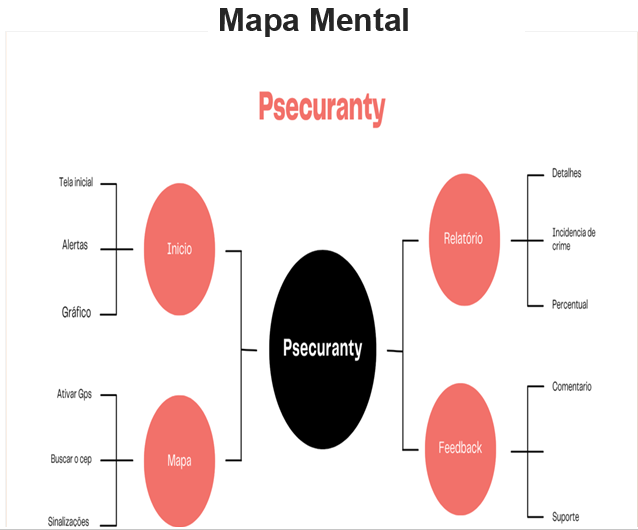 Mapa Mental
Psecuranty
Tela inicial
Alertas
Gráfico
Inicio
Ativar Gps
Buscar o cep
Sinalizações
Mapa
Psecuranty
Relatório
Detalhes
Incidencia de
crime
Percentual
Feedback
Comentario
Suporte